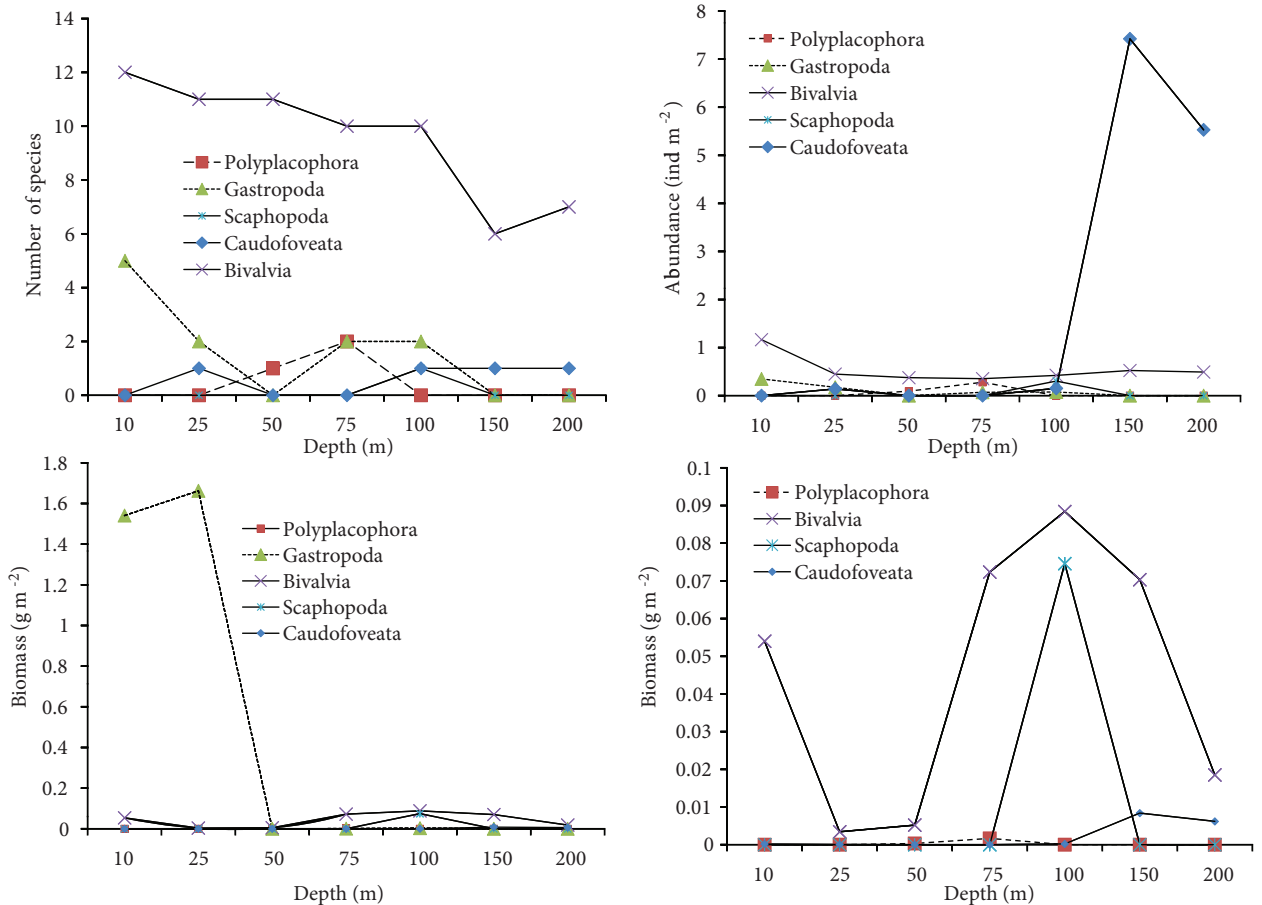 14
12
10
8
6
4
2
0
Number of species
Polyplacophora
Gastropoda
Scaphopoda
Caudofoveata
Bivalvia
10 25 50 75 100 150 200
Depth (m)
8
7
6
5
4
3
2
1
0
Abundance (ind m⁻²)
Polyplacophora
Gastropoda
Bivalvia
Scaphopoda
Caudofoveata
10 25 50 75 100 150 200
Depth (m)
1.8
1.6
1.4
1.2
1
0.8
0.6
0.4
0.2
0
Biomass (g m⁻²)
Polyplacophora
Gastropoda
Bivalvia
Scaphopoda
Caudofoveata
10 25 50 75 100 150 200
Depth (m)
0.1
0.09
0.08
0.07
0.06
0.05
0.04
0.03
0.02
0.01
0
Biomass (g m⁻²)
Polyplacophora
Bivalvia
Scaphopoda
Caudofoveata
10 25 50 75 100 150 200
Depth (m)